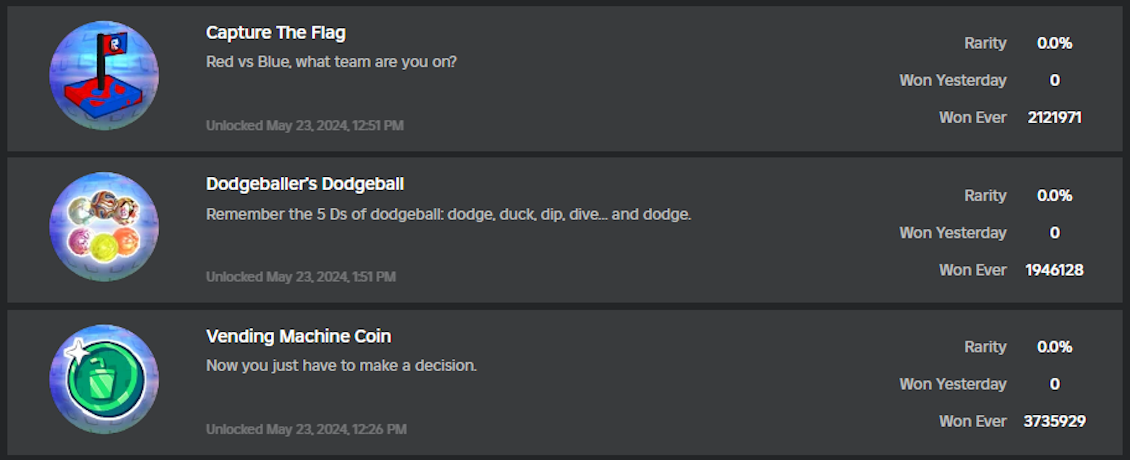 Capture The Flag
Red vs Blue, what team are you on?
Unlocked May 23, 2024, 12:51 PM
Rarity 0.0%
Won Yesterday 0
Won Ever 2121971
Dodgeballer's Dodgeball
Remember the 5 Ds of dodgeball: dodge, duck, dip, dive... and dodge.
Unlocked May 23, 2024, 1:51 PM
Rarity 0.0%
Won Yesterday 0
Won Ever 1946128
Vending Machine Coin
Now you just have to make a decision.
Unlocked May 23, 2024, 12:26 PM
Rarity 0.0%
Won Yesterday 0
Won Ever 3735929